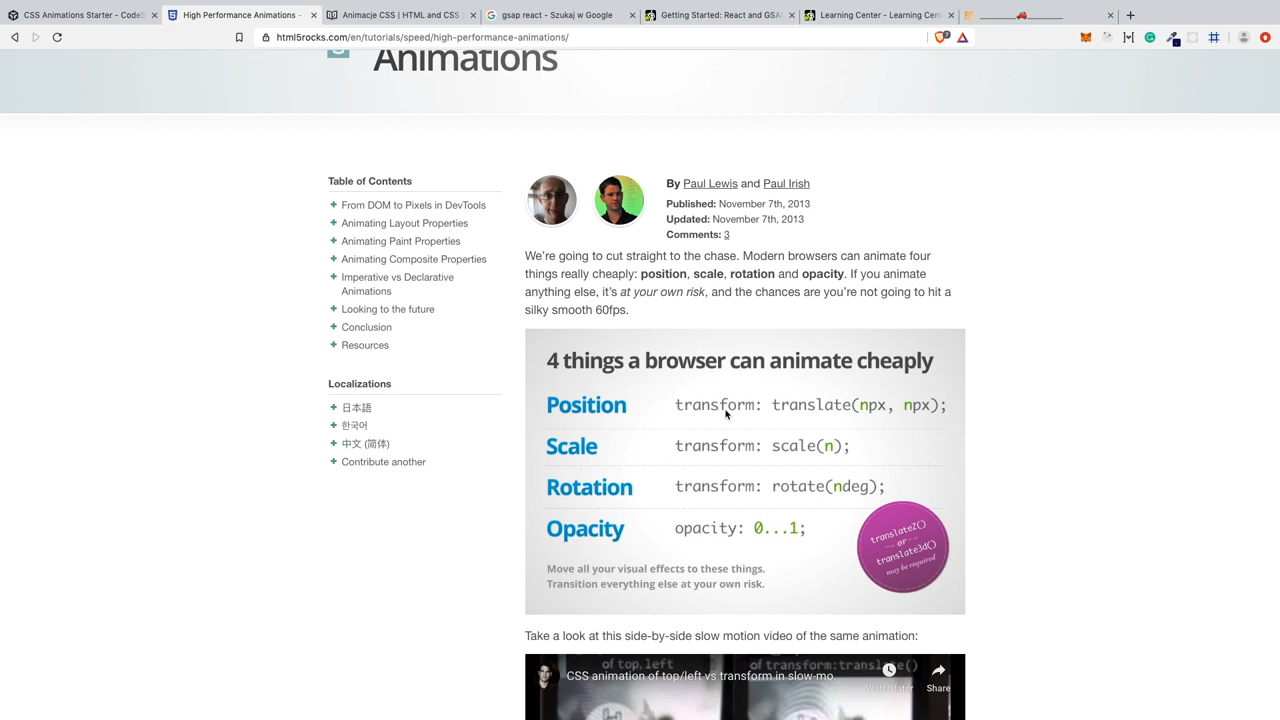 CSS Animations Starter - CodeS
High Performance Animations -
Animacje CSS | HTML and CSS
gsap react - Szukaj w Google
Getting Started: React and GSA
Learning Center - Learning Cen
html5rocks.com/en/tutorials/speed/high-performance-animations/
Animations
Table of Contents
From DOM to Pixels in DevTools
Animating Layout Properties
Animating Paint Properties
Animating Composite Properties
Imperative vs Declarative
Animations
Looking to the future
Conclusion
Resources
Localizations
日本語
한국어
中文 (简体)
Contribute another
By Paul Lewis and Paul Irish
Published: November 7th, 2013
Updated: November 7th, 2013
Comments: 3
We're going to cut straight to the chase. Modern browsers can animate four
things really cheaply: position, scale, rotation and opacity. If you animate
anything else, it's at your own risk, and the chances are you're not going to hit a
silky smooth 60fps.
4 things a browser can animate cheaply
Position transform: translate(npx, npx);
Scale transform: scale(n);
Rotation transform: rotate(ndeg);
Opacity opacity: 0...1;
translateZ()
or
translate3d()
may be required
Move all your visual effects to these things.
Transition everything else at your own risk.
Take a look at this side-by-side slow motion video of the same animation:
of top,left of transform:translate()
CSS animation of top/left vs transform in slow-mo.
Watch later Share